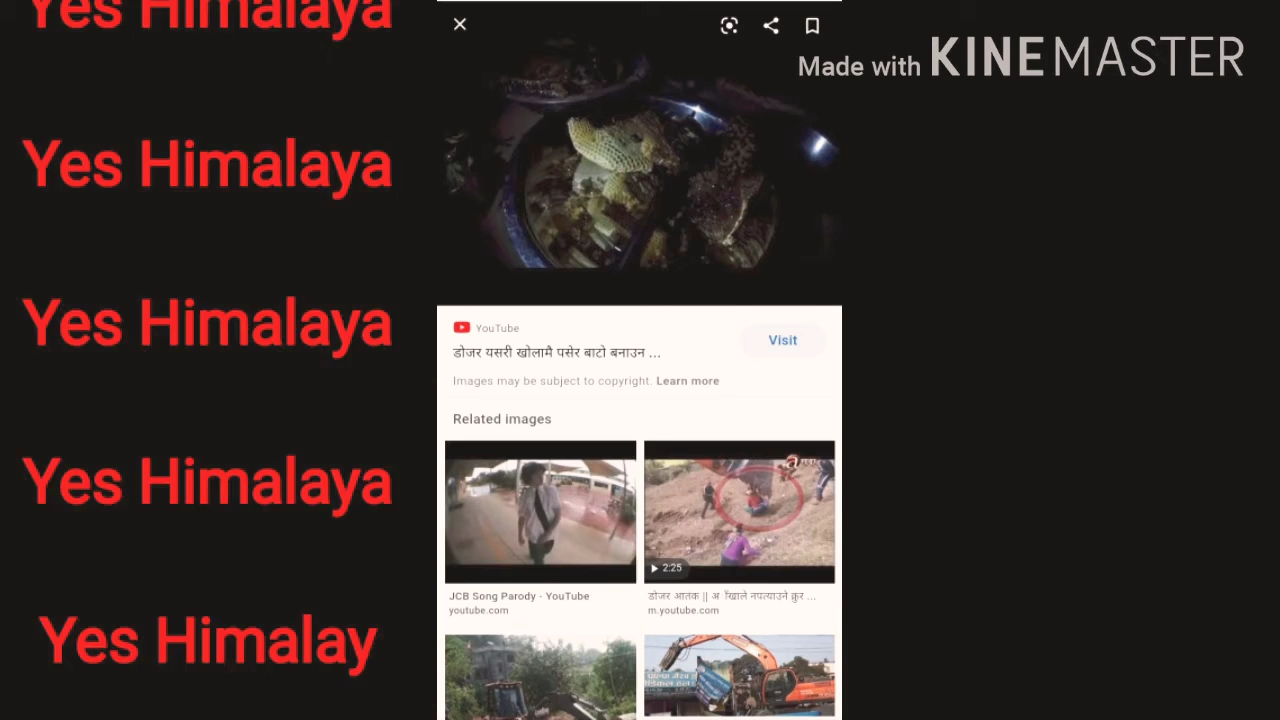 Yes Himalaya
Yes Himalaya
Yes Himalaya
Yes Himalaya
Yes Himalay
Made with KINEMASTER
YouTube
डोजर यसरी खोलामै पसेर बाटो बनाउन ...
Visit
Images may be subject to copyright. Learn more
Related images
2:25
JCB Song Parody - YouTube
youtube.com
डोजर आतंक || अ ाँखाले नपत्याउने क्रुर ...
m.youtube.com